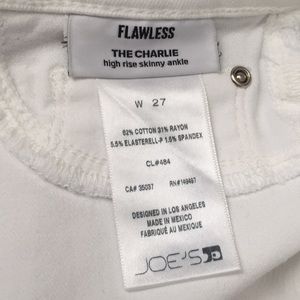 FLAWLESS
THE CHARLIE
high rise skinny ankle
W 27
62% COTTON 31% RAYON
5.5% ELASTERELL-P 1.5% SPANDEX
CL#484
CA# 35037 RN#149467
DESIGNED IN LOS ANGELES
MADE IN MEXICO
FABRIQUÉ AU MEXIQUE
JOE'S